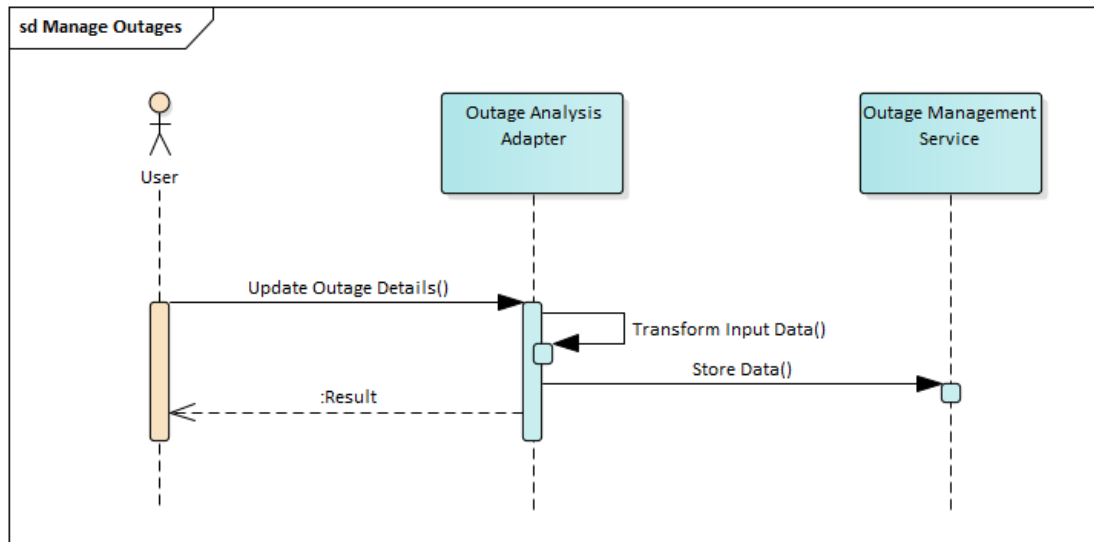 sd Manage Outages
User
Outage Analysis
Adapter
Outage Management
Service
Update Outage Details()
Transform Input Data()
Store Data()
:Result